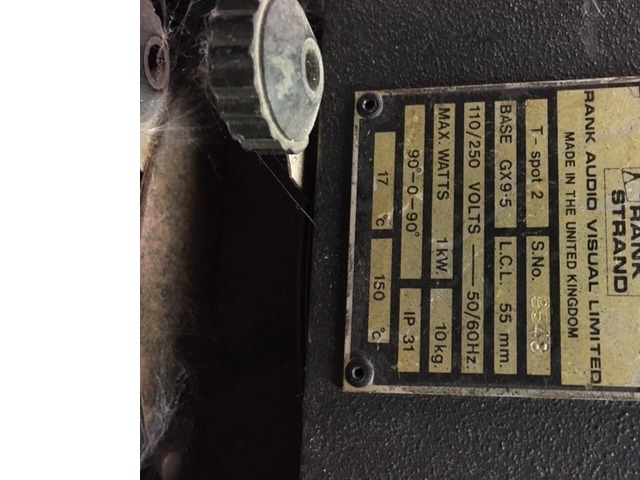 RANK
STRAND
RANK AUDIO VISUAL LIMITED
MADE IN THE UNITED KINGDOM
T-spot 2 S.No.
BASE GX9·5 L.C.L. 55 mm.
110/250 VOLTS — 50/60Hz.
MAX. WATTS 1kW. 10kg.
90°-0-90° IP 31
17 °C 150 °C